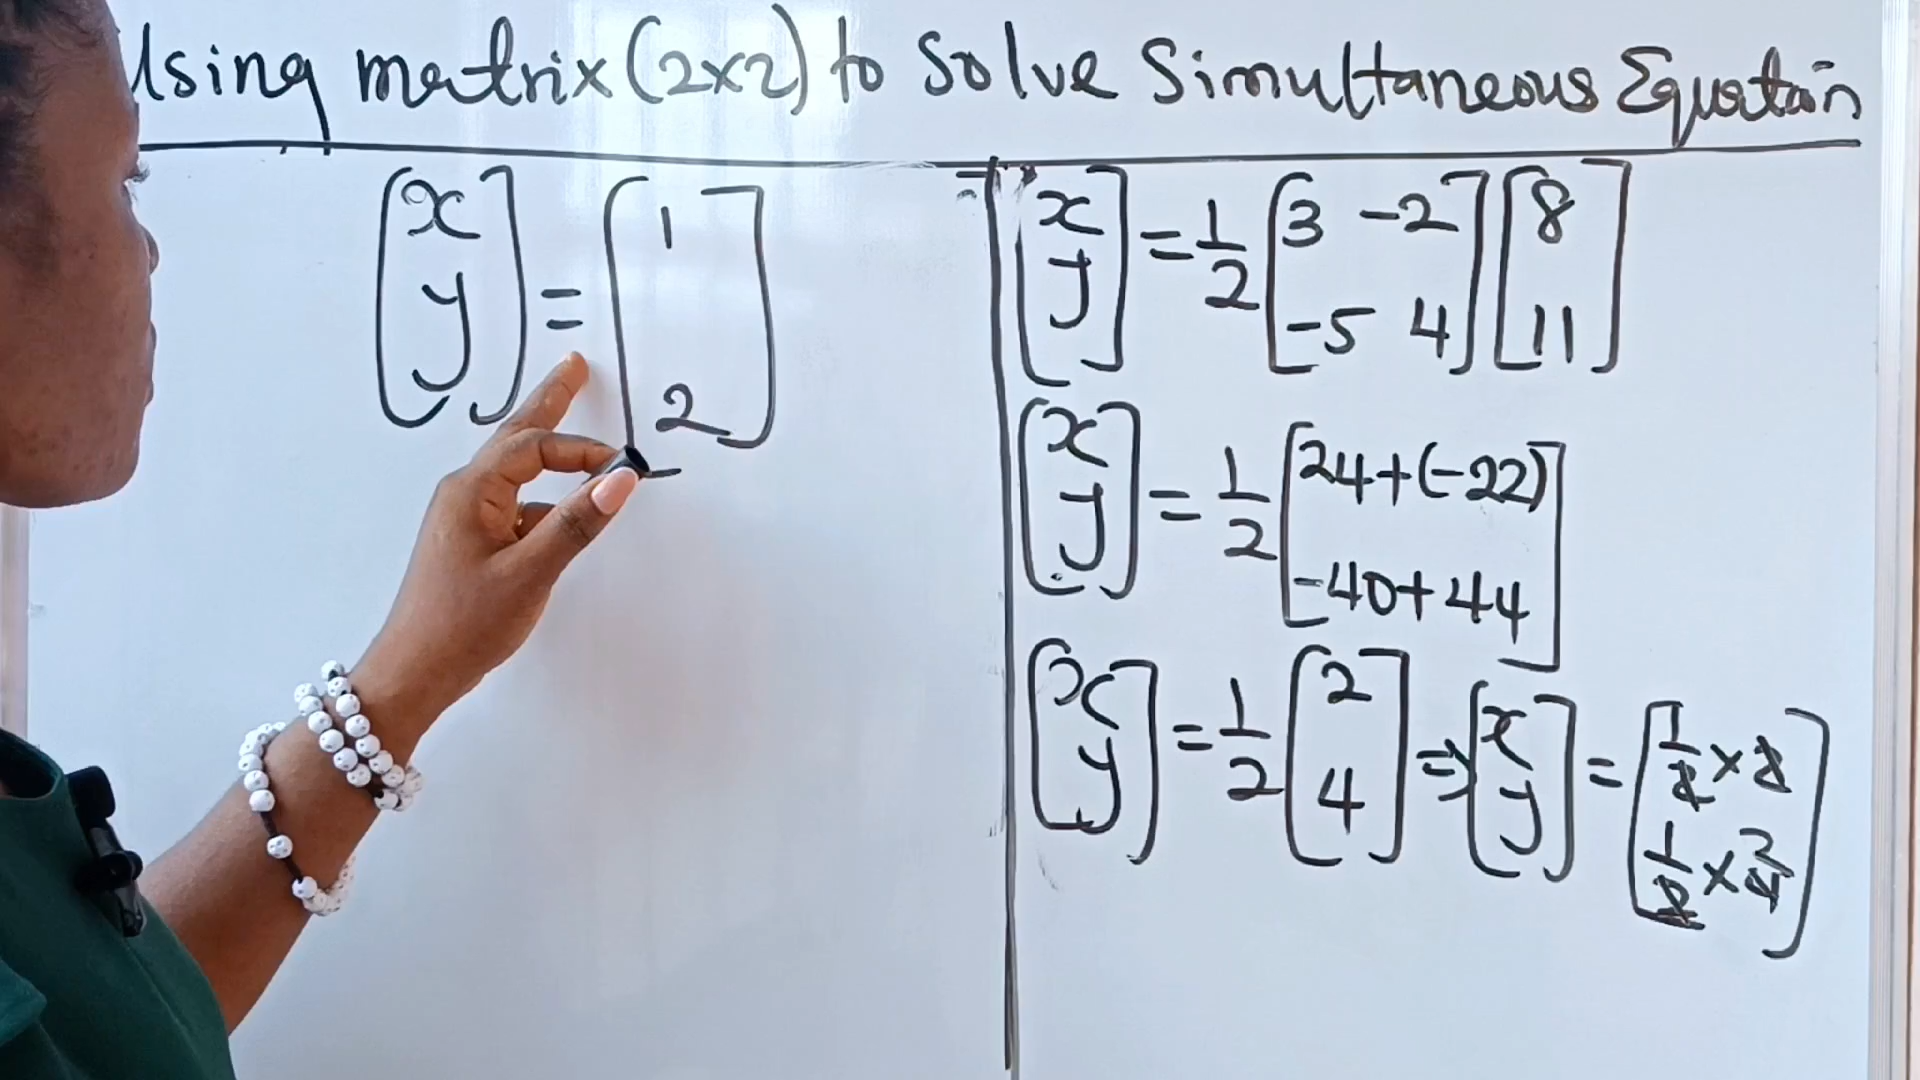 Using matrix (2x2) to Solve Simultaneous Equation
[x y] = [1 2]
[x y] = 1/2 [3 -2 -5 4] [8 11]
[x y] = 1/2 [24+(-22) -40+44]
[x y] = 1/2 [2 4] ⇒ [x y] = [1/2 × 2 1/2 × 4 2]